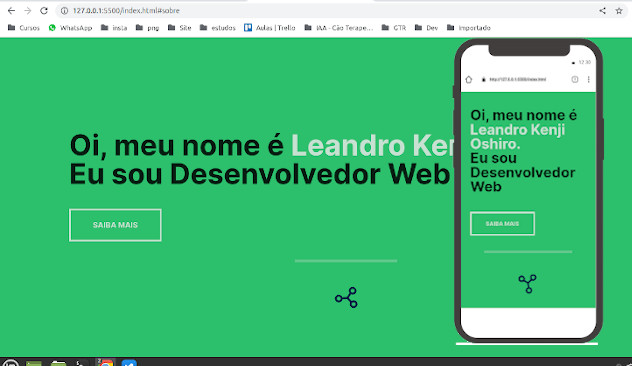 127.0.0.1:5500/index.html#sobre
Cursos WhatsApp insta png Site estudos Aulas | Trello IAA - Cão Terape... GTR Dev Importado
Oi, meu nome é Leandro Ken
Eu sou Desenvolvedor Web
SAIBA MAIS
12:30
http://127.0.0.1:5500/index.html
Oi, meu nome é
Leandro Kenji
Oshiro.
Eu sou
Desenvolvedor
Web
SAIBA MAIS